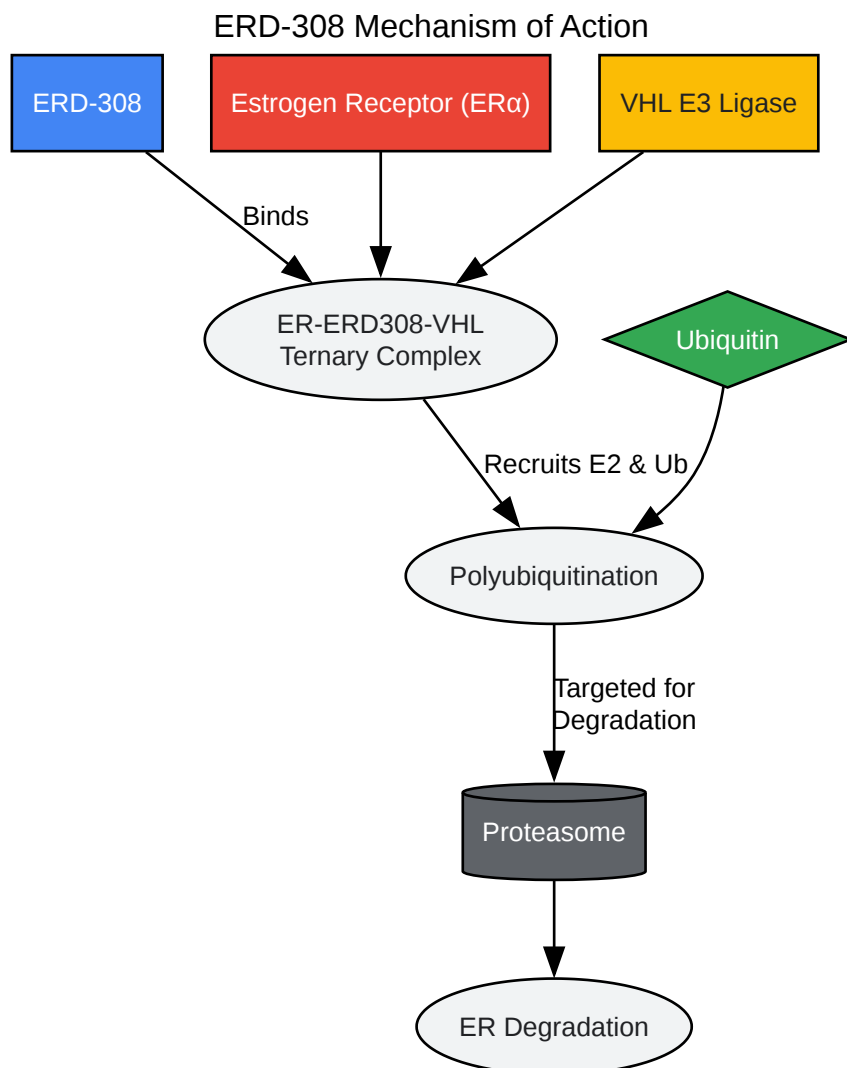 ERD-308 Mechanism of Action
ERD-308
Estrogen Receptor (ERα)
VHL E3 Ligase
Binds
ER-ERD308-VHL
Ternary Complex
Ubiquitin
Recruits E2 & Ub
Polyubiquitination
Targeted for
Degradation
Proteasome
ER Degradation